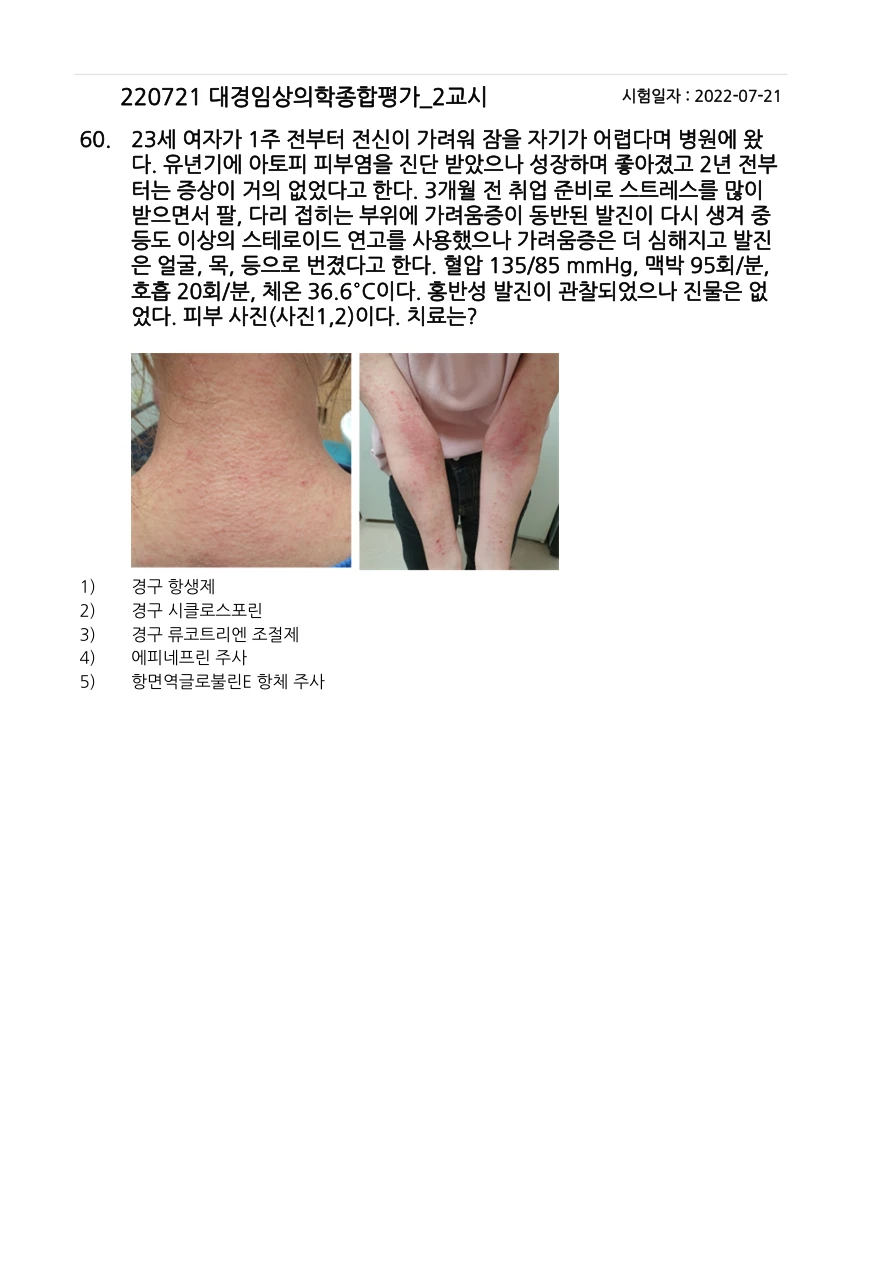 220721 대경임상의학종합평가_2교시
시험일자 : 2022-07-21
60. 23세 여자가 1주 전부터 전신이 가려워 잠을 자기가 어렵다며 병원에 왔
다. 유년기에 아토피 피부염을 진단 받았으나 성장하며 좋아졌고 2년 전부
터는 증상이 거의 없었다고 한다. 3개월 전 취업 준비로 스트레스를 많이
받으면서 팔, 다리 접히는 부위에 가려움증이 동반된 발진이 다시 생겨 중
등도 이상의 스테로이드 연고를 사용했으나 가려움증은 더 심해지고 발진
은 얼굴, 목, 등으로 번졌다고 한다. 혈압 135/85 mmHg, 맥박 95회/분,
호흡 20회/분, 체온 36.6°C이다. 홍반성 발진이 관찰되었으나 진물은 없
었다. 피부 사진(사진1,2)이다. 치료는?
1) 경구 항생제
2) 경구 시클로스포린
3) 경구 류코트리엔 조절제
4) 에피네프린 주사
5) 항면역글로불린E 항체 주사